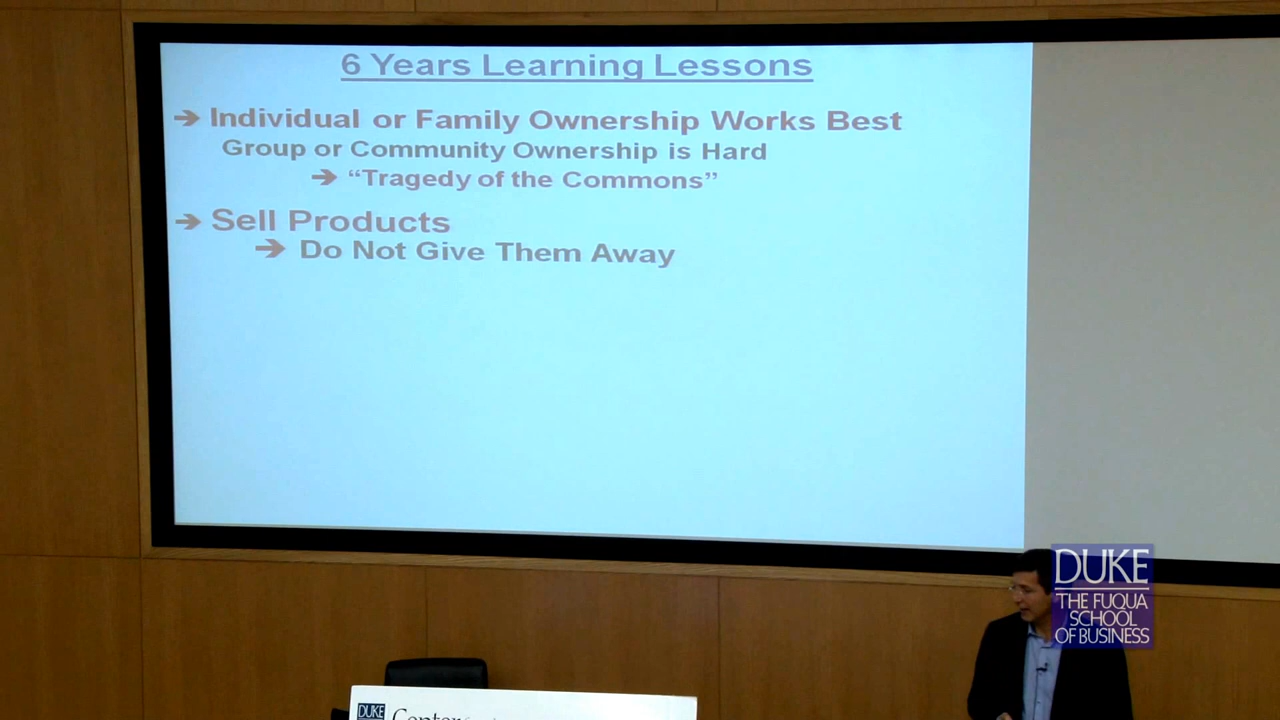 6 Years Learning Lessons
➔ Individual or Family Ownership Works Best
Group or Community Ownership is Hard
➔ “Tragedy of the Commons”
➔ Sell Products
➔ Do Not Give Them Away
DUKE
THE FUQUA
SCHOOL
OF BUSINESS
DUKE
Center